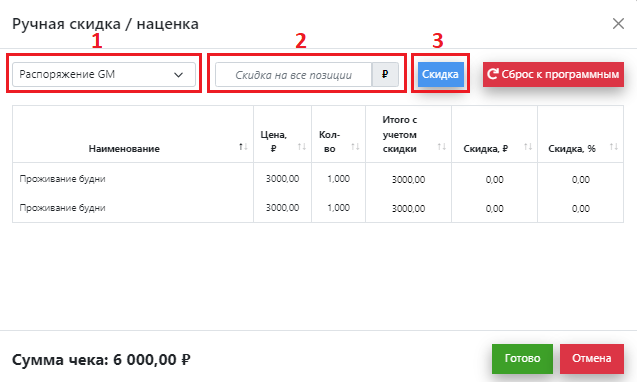 Ручная скидка / наценка
1 2 3
Распоряжение GM Скидка на все позиции ₽ Скидка Сброс к программным
Наименование Цена, ₽ Кол-во Итого с учетом скидки Скидка, ₽ Скидка, %
Проживание будни 3000,00 1,000 3000,00 0,00 0,00
Проживание будни 3000,00 1,000 3000,00 0,00 0,00
Сумма чека: 6 000,00 ₽ Готово Отмена